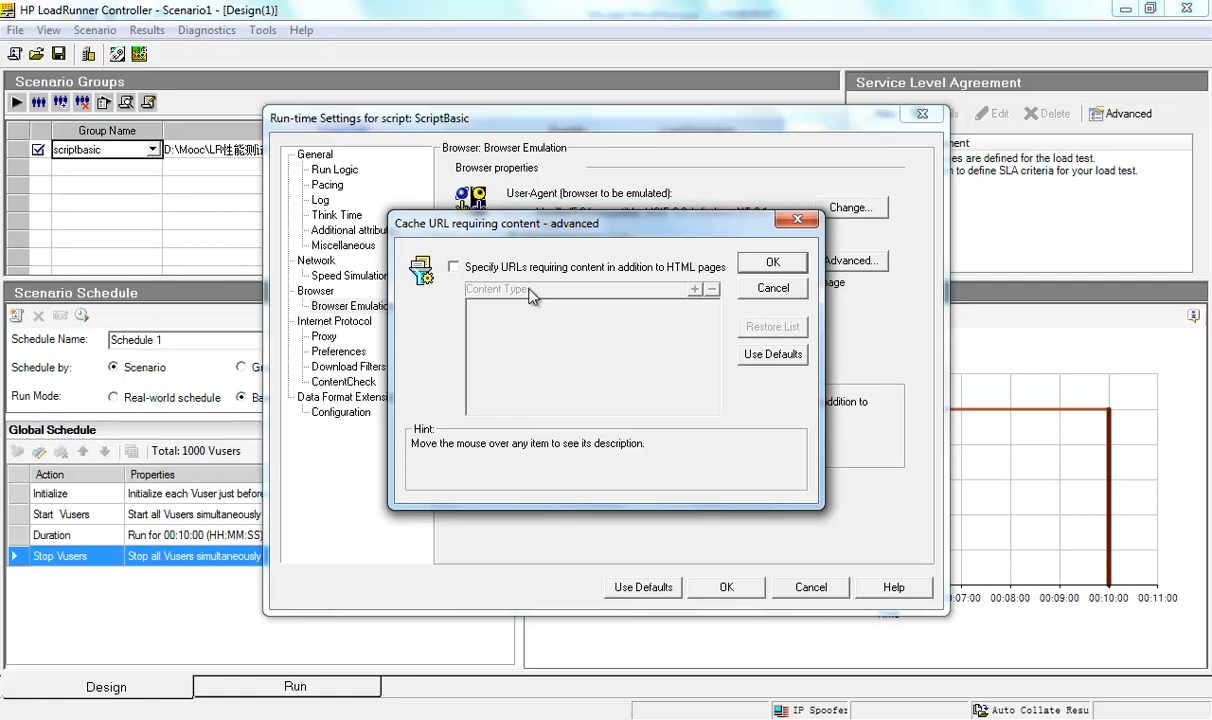 HP LoadRunner Controller - Scenario1 - [Design(1)]
File View Scenario Results Diagnostics Tools Help
Scenario Groups
Service Level Agreement
Edit Delete Advanced
Group Name
scriptbasic D:\Mooc\LR性能测试
ment
es are defined for the load test.
n to define SLA criteria for your load test.
Run-time Settings for script: ScriptBasic
General
Run Logic
Pacing
Log
Think Time
Additional attribu
Miscellaneous
Network
Speed Simulation
Browser
Browser Emulatio
Internet Protocol
Proxy
Preferences
Download Filters
ContentCheck
Data Format Extens
Configuration
Browser: Browser Emulation
Browser properties
User-Agent (browser to be emulated):
Change...
Advanced...
page
addition to
Use Defaults OK Cancel Help
Cache URL requiring content - advanced
Specify URLs requiring content in addition to HTML pages
Content Type
OK
Cancel
Restore List
Use Defaults
Hint:
Move the mouse over any item to see its description.
Scenario Schedule
Schedule Name: Schedule 1
Schedule by: Scenario
Run Mode: Real-world schedule Ba
Global Schedule
Total: 1000 Vusers
Action Properties
Initialize Initialize each Vuser just before
Start Vusers Start all Vusers simultaneously
Duration Run for 00:10:00 (HH:MM:SS)
Stop Vusers Stop all Vusers simultaneously
0:07:00 00:08:00 00:09:00 00:10:00 00:11:00
Design Run
IP Spoofer Auto Collate Resu